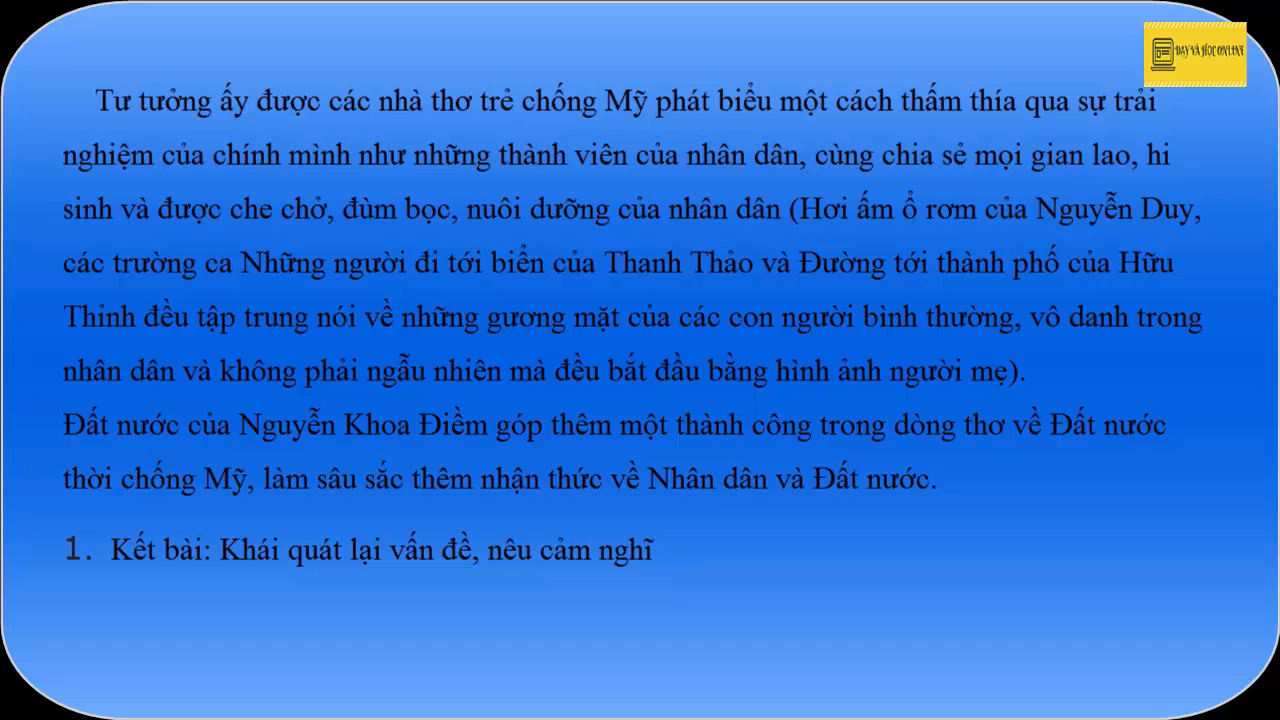 DẠY VÀ HỌC ONLINE
Tư tưởng ấy được các nhà thơ trẻ chống Mỹ phát biểu một cách thấm thía qua sự trải
nghiệm của chính mình như những thành viên của nhân dân, cùng chia sẻ mọi gian lao, hi
sinh và được che chở, đùm bọc, nuôi dưỡng của nhân dân (Hơi ấm ổ rơm của Nguyễn Duy,
các trường ca Những người đi tới biển của Thanh Thảo và Đường tới thành phố của Hữu
Thỉnh đều tập trung nói về những gương mặt của các con người bình thường, vô danh trong
nhân dân và không phải ngẫu nhiên mà đều bắt đầu bằng hình ảnh người mẹ).
Đất nước của Nguyễn Khoa Điềm góp thêm một thành công trong dòng thơ về Đất nước
thời chống Mỹ, làm sâu sắc thêm nhận thức về Nhân dân và Đất nước.
1. Kết bài: Khái quát lại vấn đề, nêu cảm nghĩ